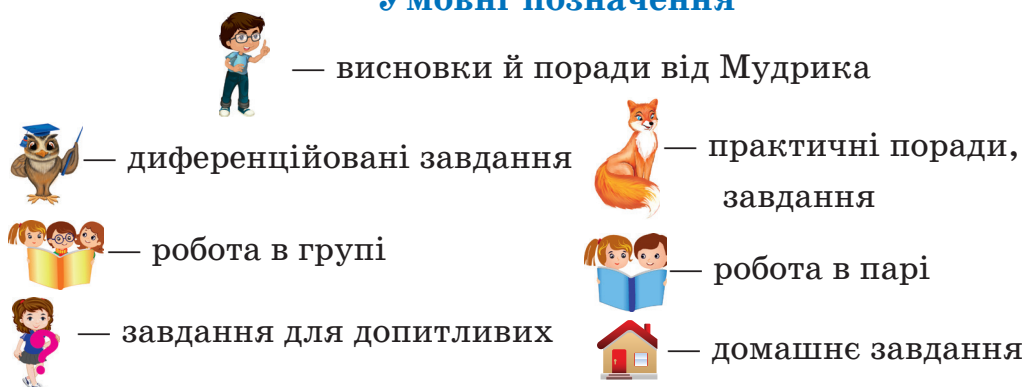 Умовні позначення
— висновки й поради від Мудрика
— диференційовані завдання
— практичні поради,
завдання
— робота в групі
— робота в парі
— завдання для допитливих
— домашнє завдання